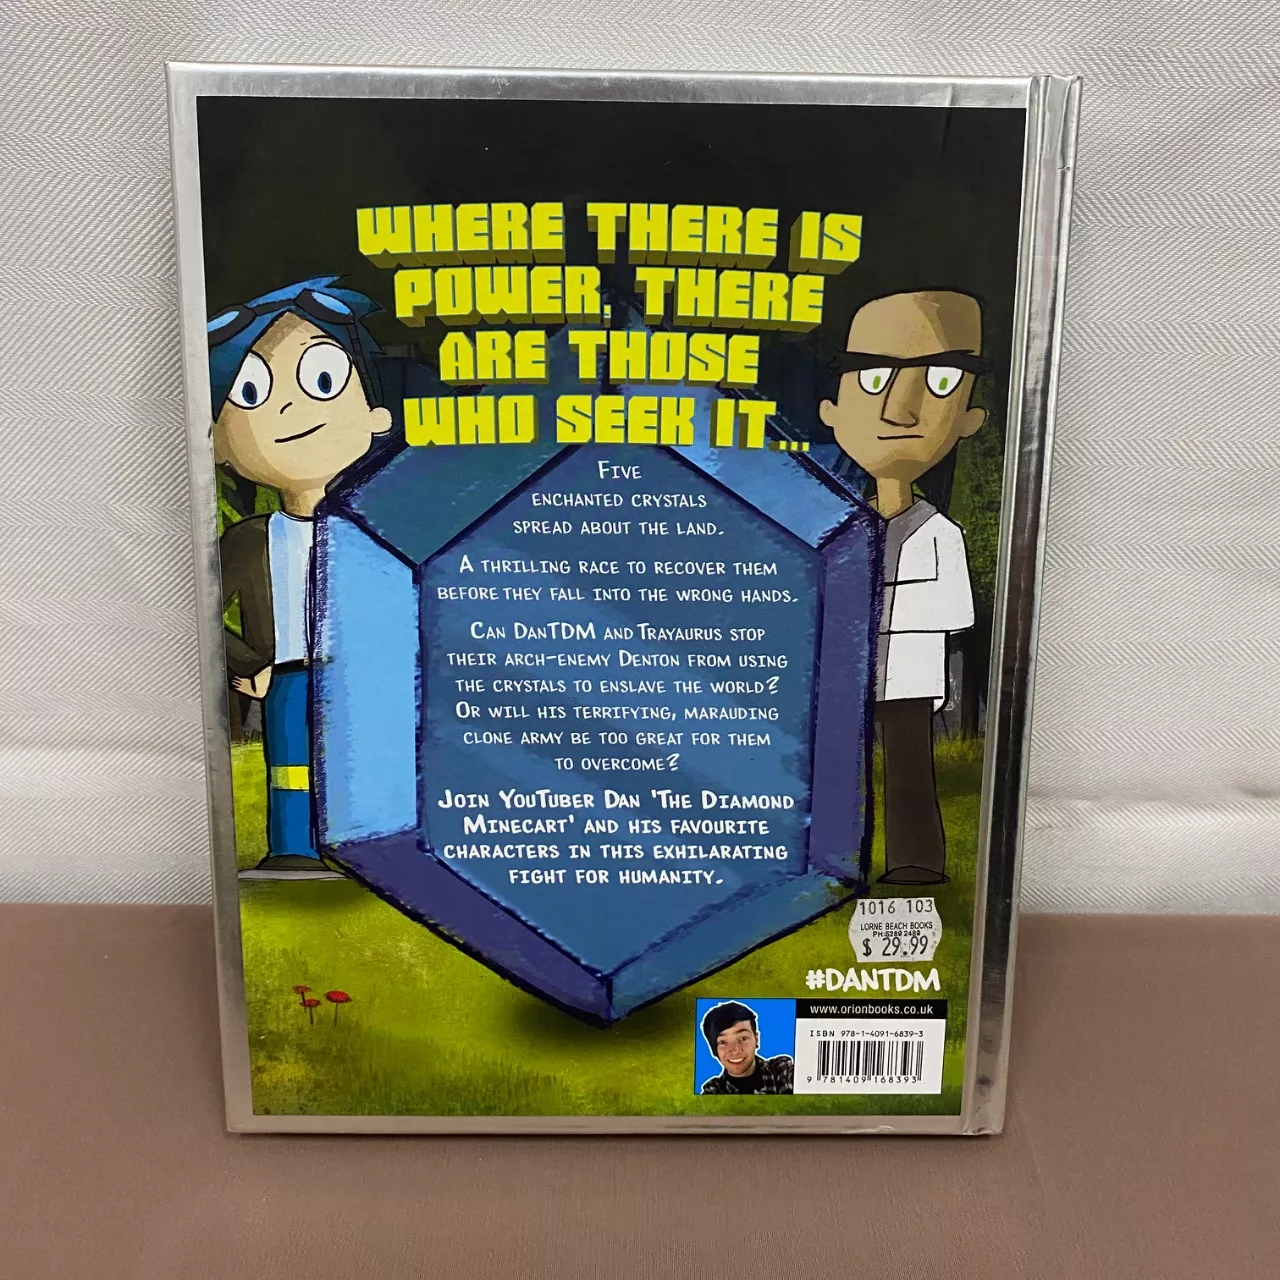 WHERE THERE IS
POWER, THERE
ARE THOSE
WHO SEEK IT...
FIVE
ENCHANTED CRYSTALS
SPREAD ABOUT THE LAND.
A THRILLING RACE TO RECOVER THEM
BEFORE THEY FALL INTO THE WRONG HANDS.
CAN DANTDM AND TRAYAURUS STOP
THEIR ARCH-ENEMY DENTON FROM USING
THE CRYSTALS TO ENSLAVE THE WORLD?
OR WILL HIS TERRIFYING, MARAUDING
CLONE ARMY BE TOO GREAT FOR THEM
TO OVERCOME?
JOIN YOUTUBER DAN 'THE DIAMOND
MINECART' AND HIS FAVOURITE
CHARACTERS IN THIS EXHILARATING
FIGHT FOR HUMANITY.
1016 103
LORNE BEACH BOOKS
PH:5289 2489
$ 29.99
#DANTDM
www.orionbooks.co.uk
ISBN 978-1-4091-6839-3
9 781409 168393